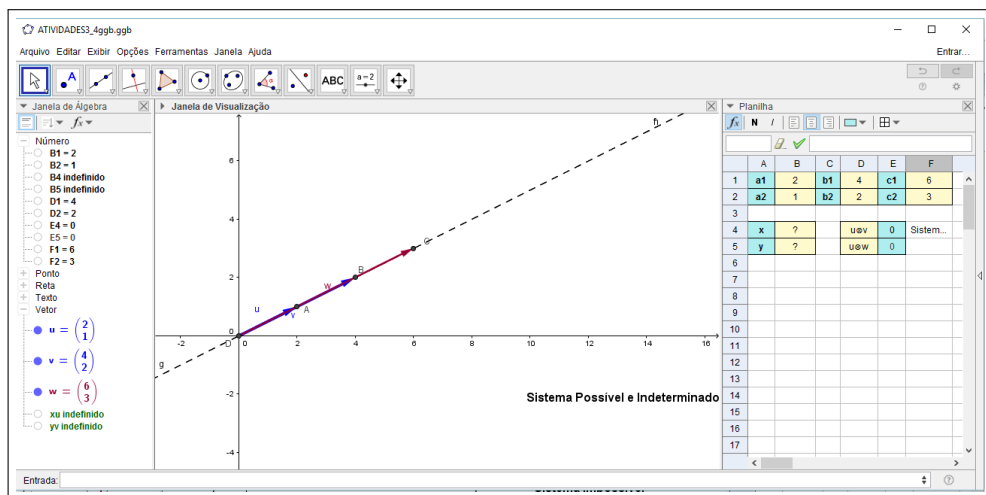 ATIVIDADES3_4ggb.ggb
Arquivo Editar Exibir Opções Ferramentas Janela Ajuda
Entrar...
A
ABC
a=2
Janela de Álgebra
Janela de Visualização
Planilha
fx
fx N I
Número
B1 = 2
B2 = 1
B4 indefinido
B5 indefinido
D1 = 4
D2 = 2
E4 = 0
E5 = 0
F1 = 6
F2 = 3
Ponto
Reta
Texto
Vetor
u = (2 1)
v = (4 2)
w = (6 3)
xu indefinido
yv indefinido
h
6
4
2
0
-2
-4
-2 0 2 4 6 8 10 12 14 16
g
D
u
v
w
A
B
C
Sistema Possível e Indeterminado
A B C D E F
1 a1 2 b1 4 c1 6
2 a2 1 b2 2 c2 3
3
4 x ? u⊗v 0 Sistem...
5 y ? u⊗w 0
6
7
8
9
10
11
12
13
14
15
16
17
Entrada: